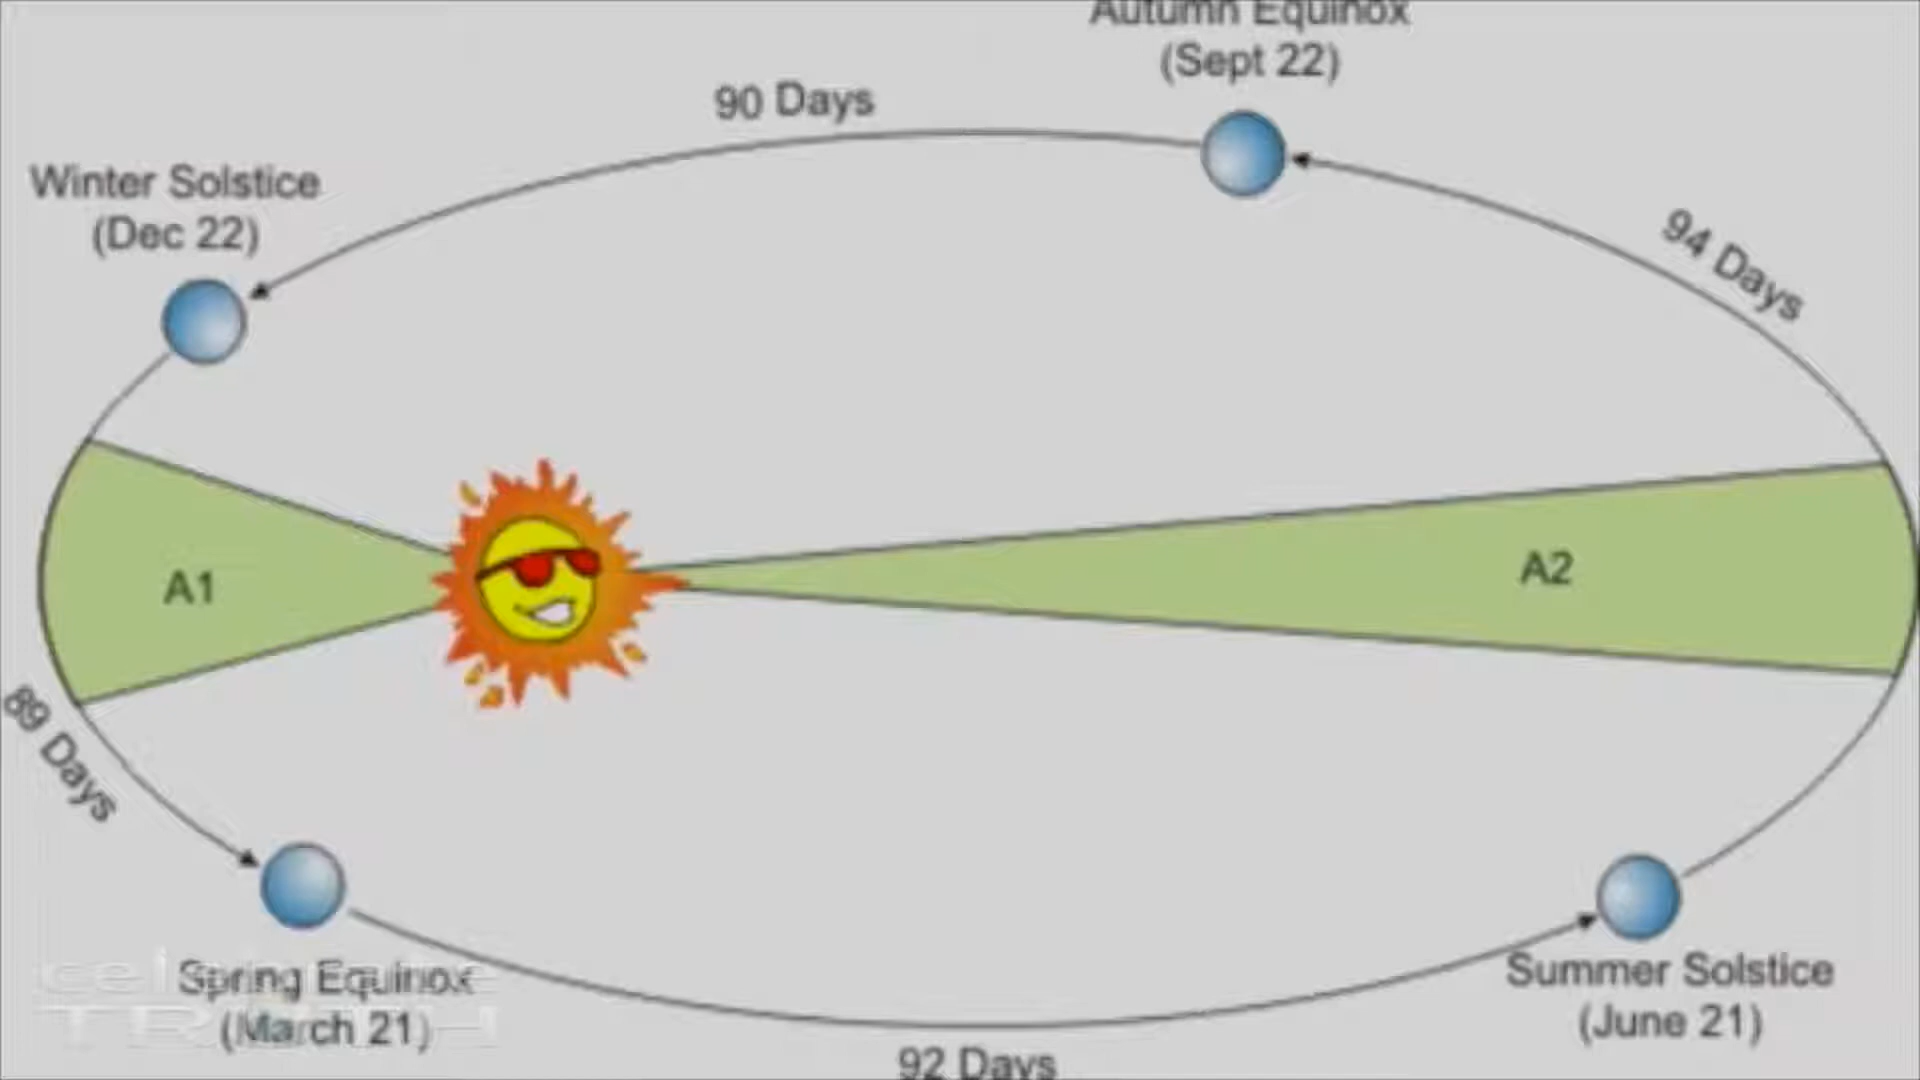 Autumn Equinox
(Sept 22)
90 Days
Winter Solstice
(Dec 22)
94 Days
A1
A2
89 Days
Spring Equinox
(March 21)
Summer Solstice
(June 21)
92 Days